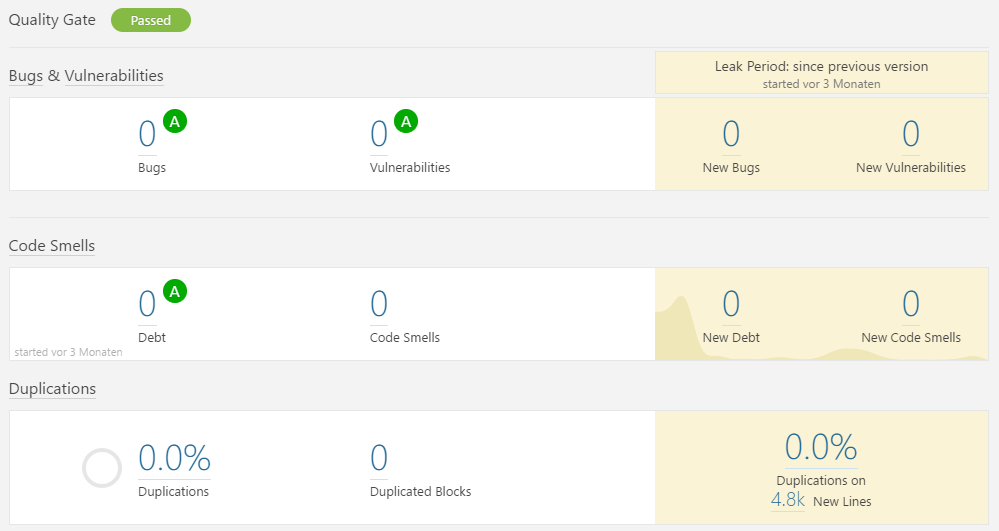 Quality Gate Passed
Bugs & Vulnerabilities
Leak Period: since previous version
started vor 3 Monaten
0 A
Bugs
0 A
Vulnerabilities
0
New Bugs
0
New Vulnerabilities
Code Smells
0 A
Debt
started vor 3 Monaten
0
Code Smells
0
New Debt
0
New Code Smells
Duplications
0.0%
Duplications
0
Duplicated Blocks
0.0%
Duplications on
4.8k New Lines